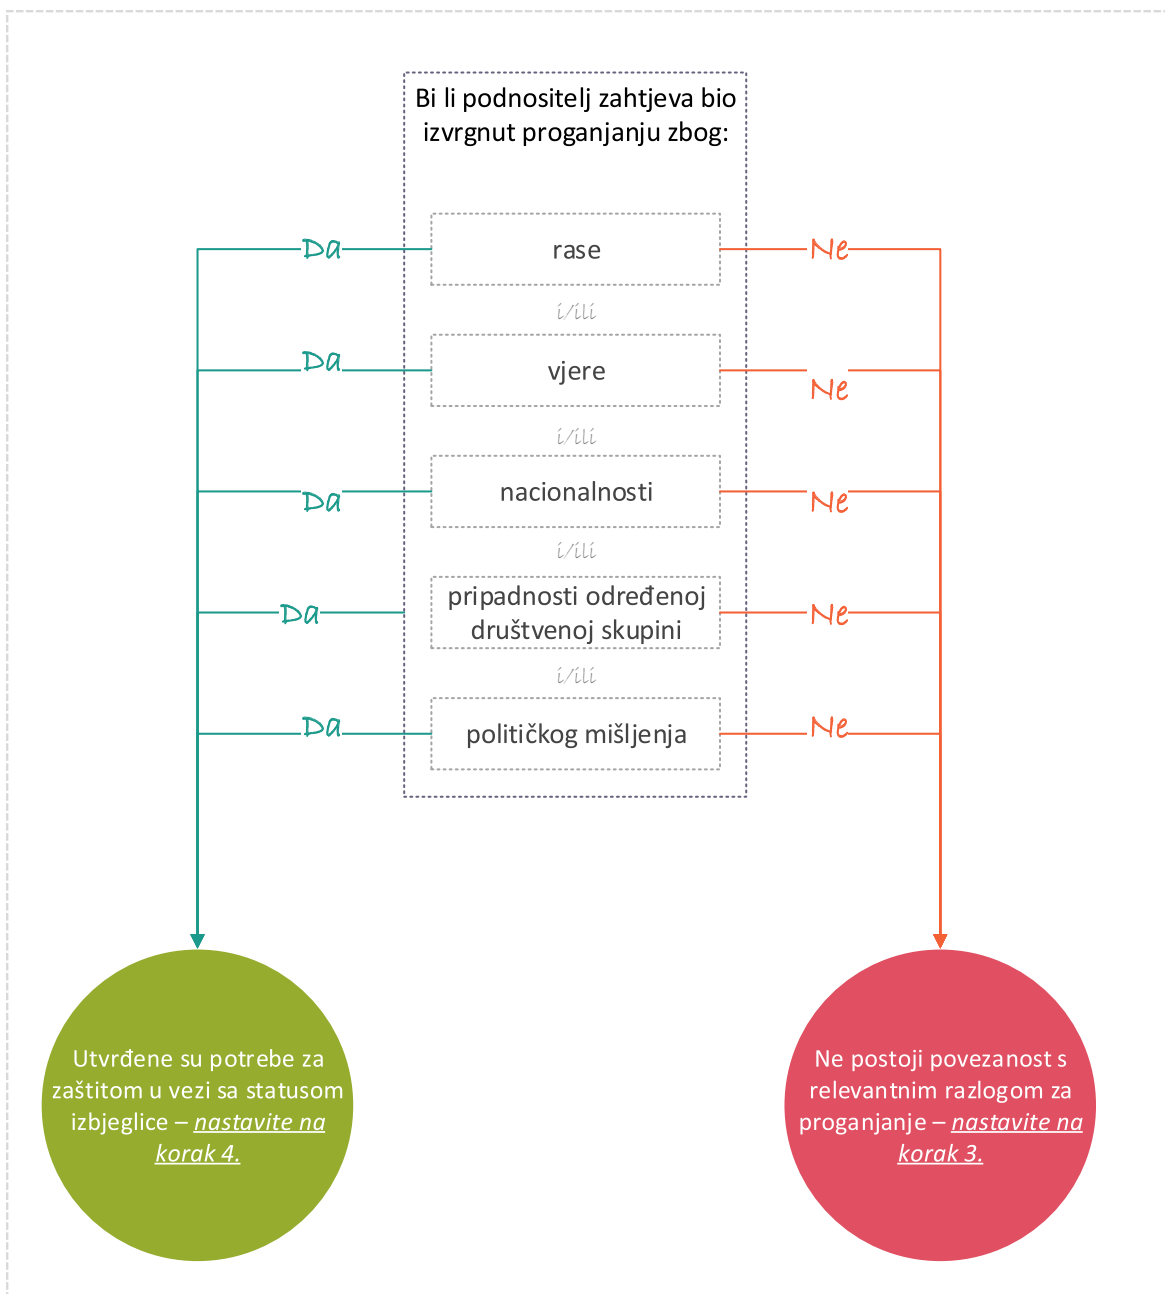 Bi li podnositelj zahtjeva bio
izvrgnut proganjanju zbog:
Da
rase
Ne
i/ili
Da
vjere
Ne
i/ili
Da
nacionalnosti
Ne
i/ili
Da
pripadnosti određenoj
društvenoj skupini
Ne
i/ili
Da
političkog mišljenja
Ne
Utvrđene su potrebe za
zaštitom u vezi sa statusom
izbjeglice – nastavite na
korak 4.
Ne postoji povezanost s
relevantnim razlogom za
proganjanje – nastavite na
korak 3.